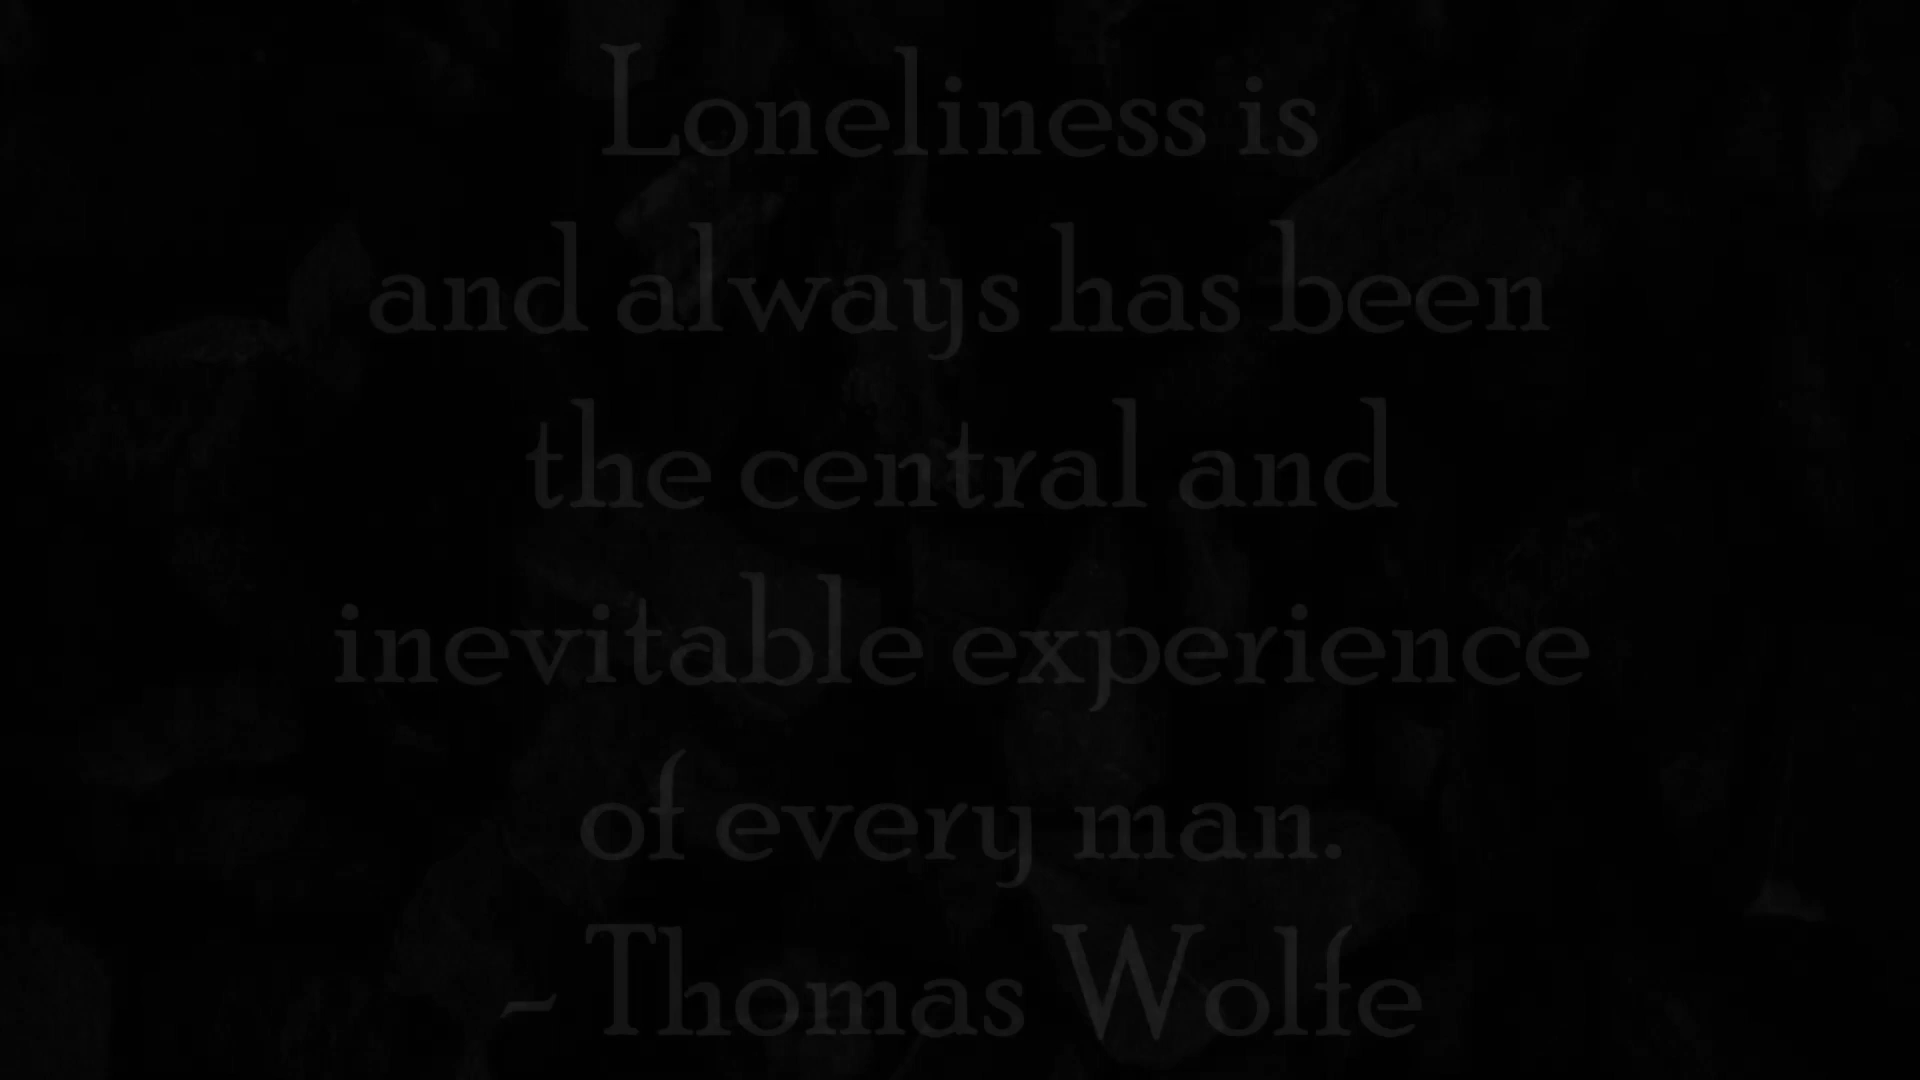 Loneliness is
and always has been
the central and
inevitable experience
of every man.
- Thomas Wolfe